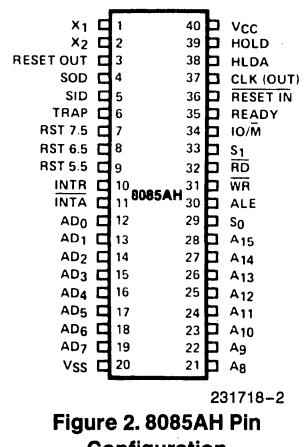 X1 1 40 VCC
X2 2 39 HOLD
RESET OUT 3 38 HLDA
SOD 4 37 CLK (OUT)
SID 5 36 RESET IN
TRAP 6 35 READY
RST 7.5 7 34 IO/M
RST 6.5 8 33 S1
RST 5.5 9 32 RD
INTR 10 8085AH 31 WR
INTA 11 30 ALE
AD0 12 29 S0
AD1 13 28 A15
AD2 14 27 A14
AD3 15 26 A13
AD4 16 25 A12
AD5 17 24 A11
AD6 18 23 A10
AD7 19 22 A9
VSS 20 21 A8
231718-2
Figure 2. 8085AH Pin
Configuration